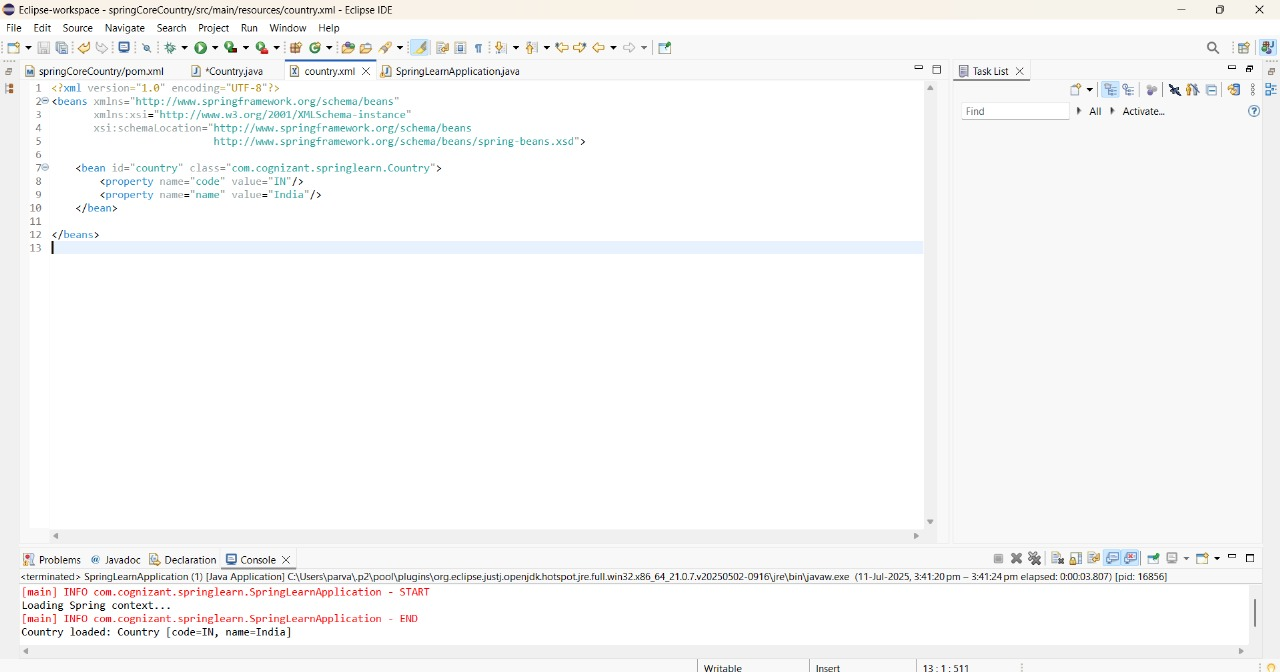 Eclipse-workspace - springCoreCountry/src/main/resources/country.xml - Eclipse IDE
File Edit Source Navigate Search Project Run Window Help
springCoreCountry/pom.xml *Country.java country.xml SpringLearnApplication.java
Task List
1 <?xml version="1.0" encoding="UTF-8"?>
2 <beans xmlns="http://www.springframework.org/schema/beans"
3 xmlns:xsi="http://www.w3.org/2001/XMLSchema-instance"
4 xsi:schemaLocation="http://www.springframework.org/schema/beans
5 http://www.springframework.org/schema/beans/spring-beans.xsd">
6
7 <bean id="country" class="com.cognizant.springlearn.Country">
8 <property name="code" value="IN"/>
9 <property name="name" value="India"/>
10 </bean>
11
12 </beans>
13
Find All Activate...
Problems Javadoc Declaration Console
<terminated> SpringLearnApplication (1) [Java Application] C:\Users\parva\.p2\pool\plugins\org.eclipse.justj.openjdk.hotspot.jre.full.win32.x86_64_21.0.7.v20250502-0916\jre\bin\javaw.exe (11-Jul-2025, 3:41:20 pm – 3:41:24 pm elapsed: 0:00:03.807) [pid: 16856]
[main] INFO com.cognizant.springlearn.SpringLearnApplication - START
Loading Spring context...
[main] INFO com.cognizant.springlearn.SpringLearnApplication - END
Country loaded: Country [code=IN, name=India]
Writable Insert 13 : 1 : 511